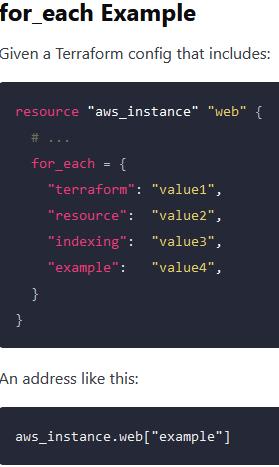 for_each Example
Given a Terraform config that includes:
resource "aws_instance" "web" {
  # ...
  for_each = {
    "terraform": "value1",
    "resource":  "value2",
    "indexing":  "value3",
    "example":   "value4",
  }
}
An address like this:
aws_instance.web["example"]